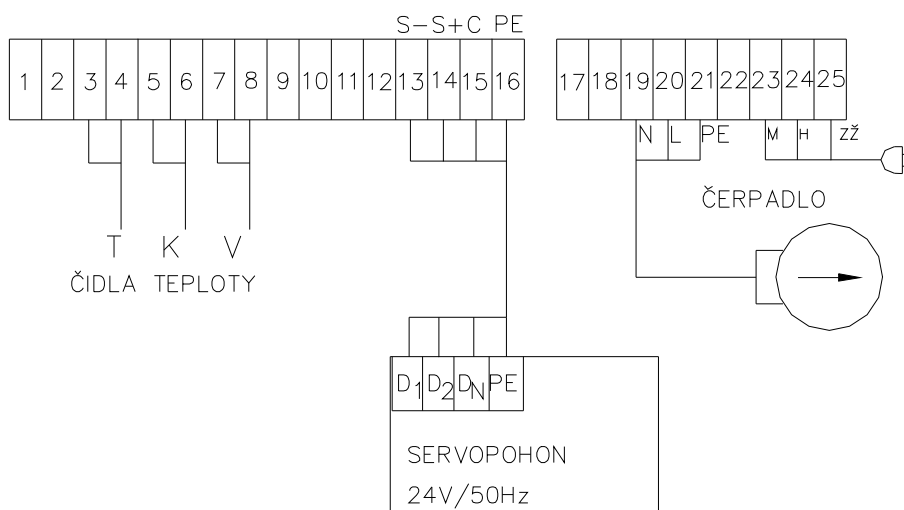 S-S+C PE
1 2 3 4 5 6 7 8 9 10 11 12 13 14 15 16 17 18 19 20 21 22 23 24 25
N L PE M H ZŽ
ČERPADLO
T K V
ČIDLA TEPLOTY
D1 D2 DN PE
SERVOPOHON
24V/50Hz